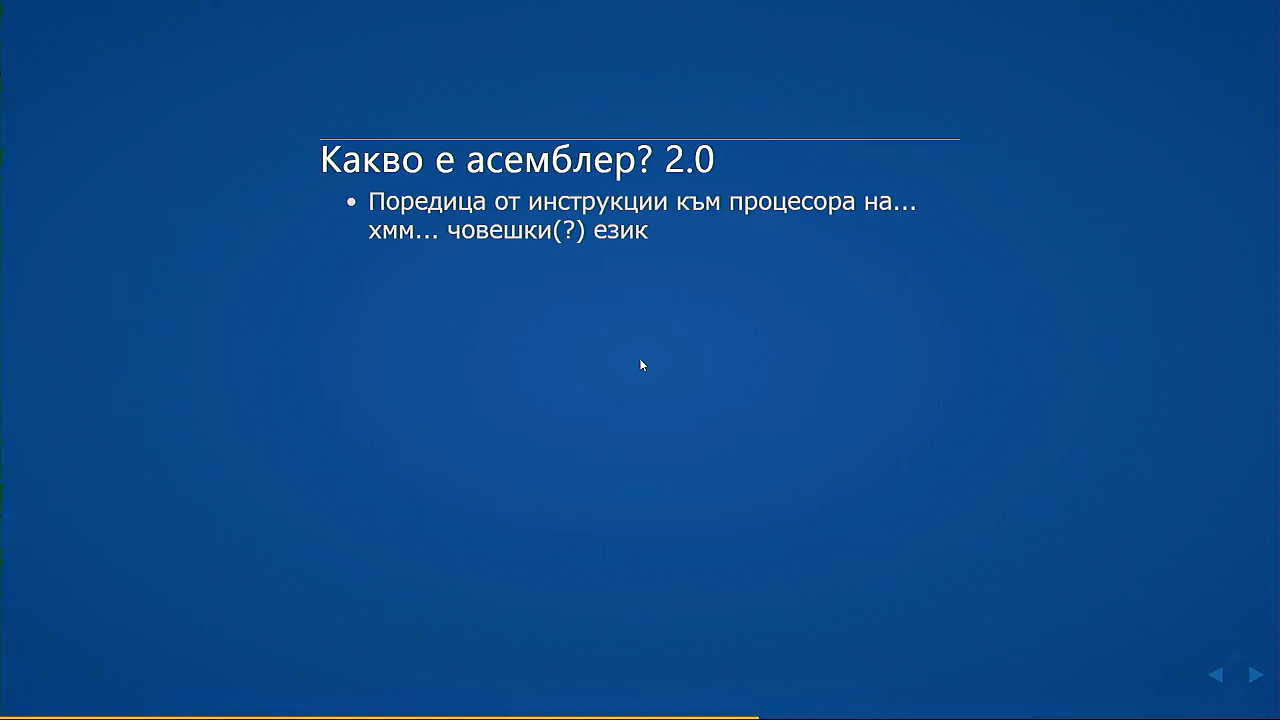 Какво е асемблер? 2.0
• Поредица от инструкции към процесора на...
хмм... човешки(?) език